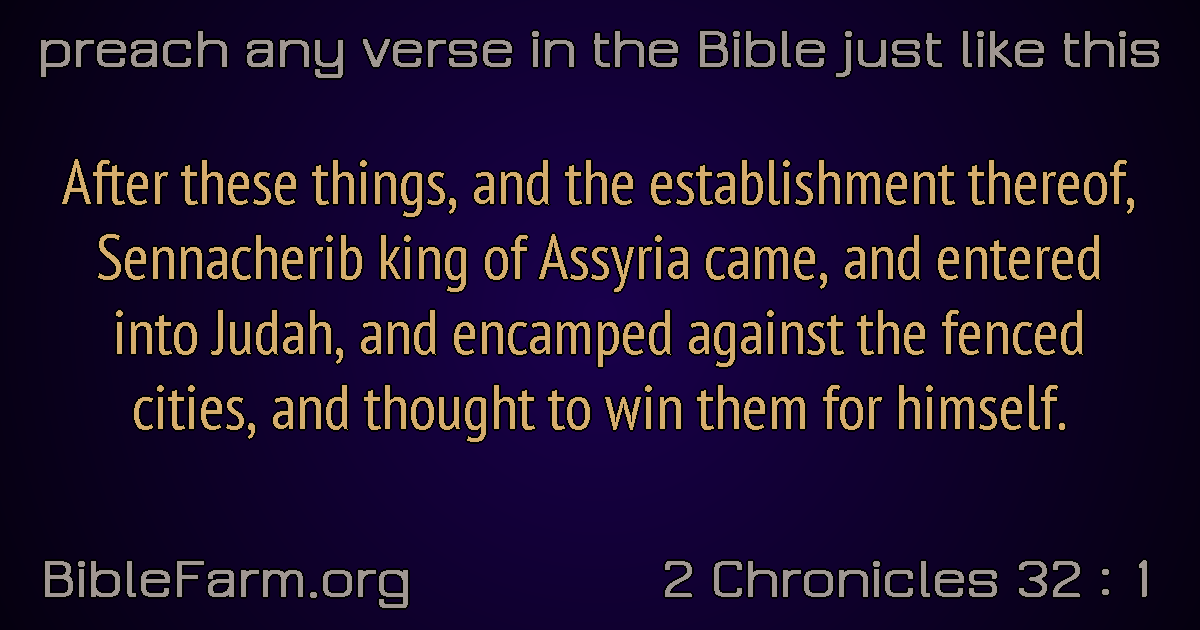 preach any verse in the Bible just like this
After these things, and the establishment thereof,
Sennacherib king of Assyria came, and entered
into Judah, and encamped against the fenced
cities, and thought to win them for himself.
BibleFarm.org
2 Chronicles 32 : 1